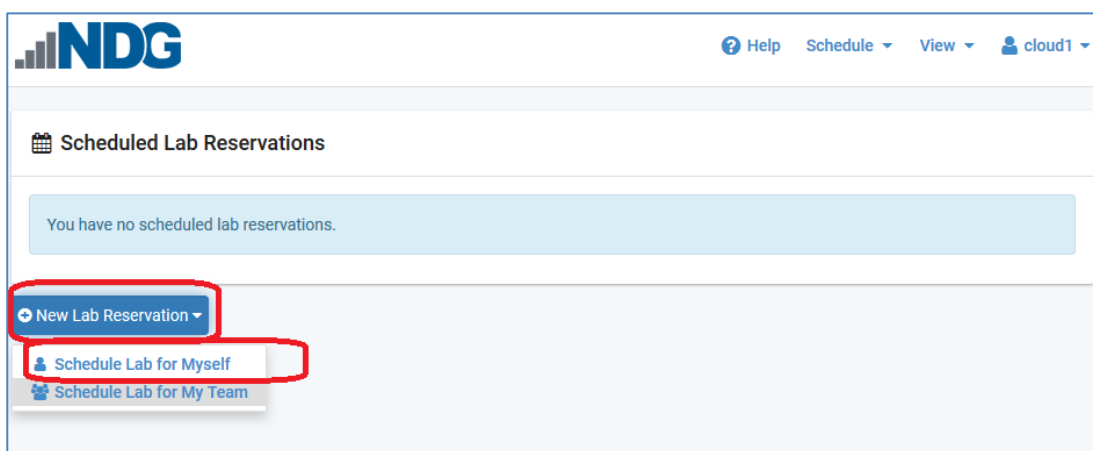 NDG
Help Schedule View cloud1
Scheduled Lab Reservations
You have no scheduled lab reservations.
New Lab Reservation
Schedule Lab for Myself
Schedule Lab for My Team